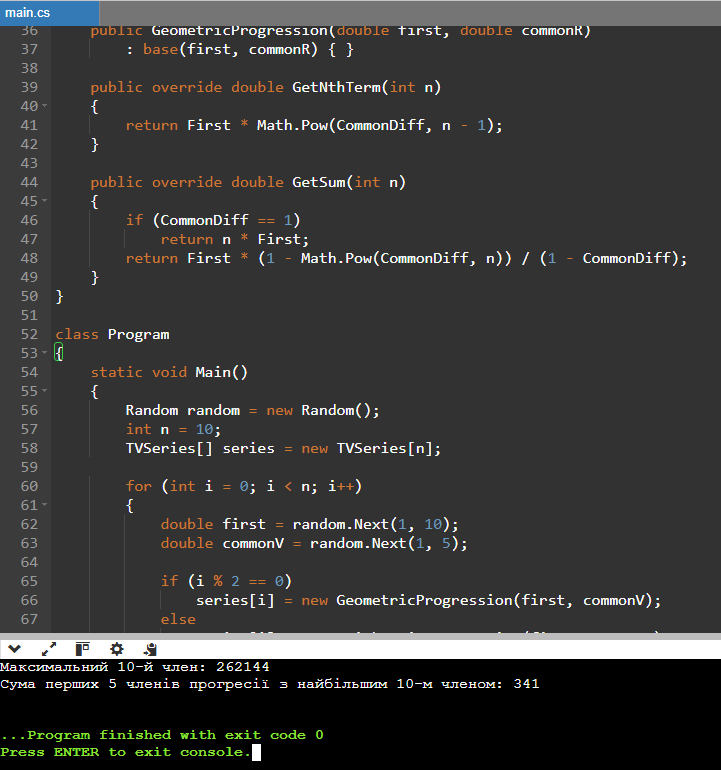 main.cs
36 public GeometricProgression(double first, double commonR)
37 : base(first, commonR) { }
38
39 public override double GetNthTerm(int n)
40 {
41 return First * Math.Pow(CommonDiff, n - 1);
42 }
43
44 public override double GetSum(int n)
45 {
46 if (CommonDiff == 1)
47 return n * First;
48 return First * (1 - Math.Pow(CommonDiff, n)) / (1 - CommonDiff);
49 }
50 }
51
52 class Program
53 {
54 static void Main()
55 {
56 Random random = new Random();
57 int n = 10;
58 TVSeries[] series = new TVSeries[n];
59
60 for (int i = 0; i < n; i++)
61 {
62 double first = random.Next(1, 10);
63 double commonV = random.Next(1, 5);
64
65 if (i % 2 == 0)
66 series[i] = new GeometricProgression(first, commonV);
67 else
Максимальний 10-й член: 262144
Сума перших 5 членів прогресії з найбільшим 10-м членом: 341
...Program finished with exit code 0
Press ENTER to exit console.